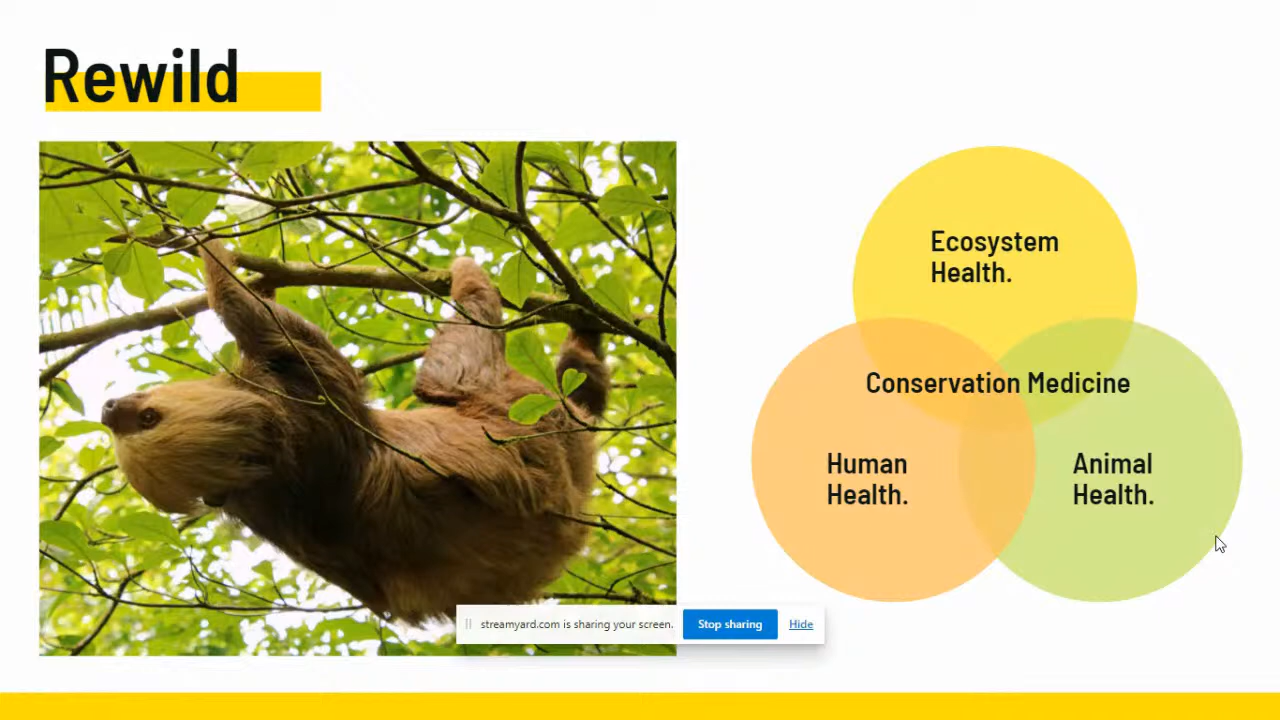 Rewild
Ecosystem
Health.
Conservation Medicine
Human
Health.
Animal
Health.
streamyard.com is sharing your screen.
Stop sharing
Hide